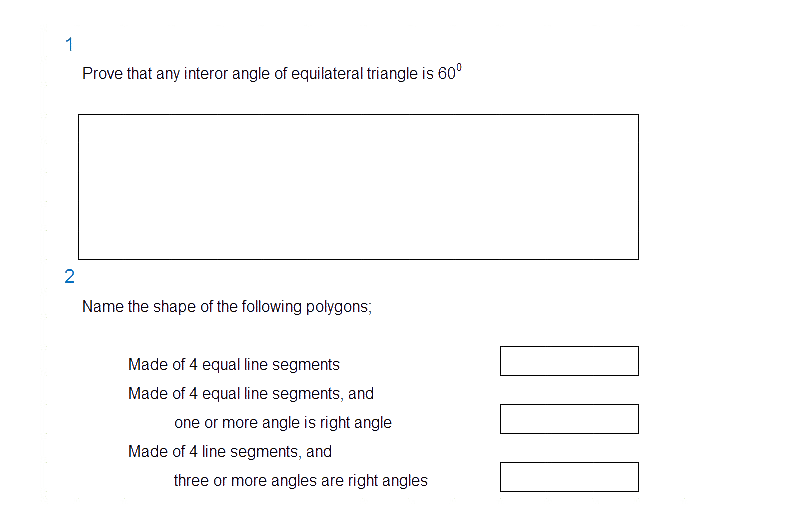 1
Prove that any interor angle of equilateral triangle is 60⁰
2
Name the shape of the following polygons;
Made of 4 equal line segments
Made of 4 equal line segments, and
one or more angle is right angle
Made of 4 line segments, and
three or more angles are right angles